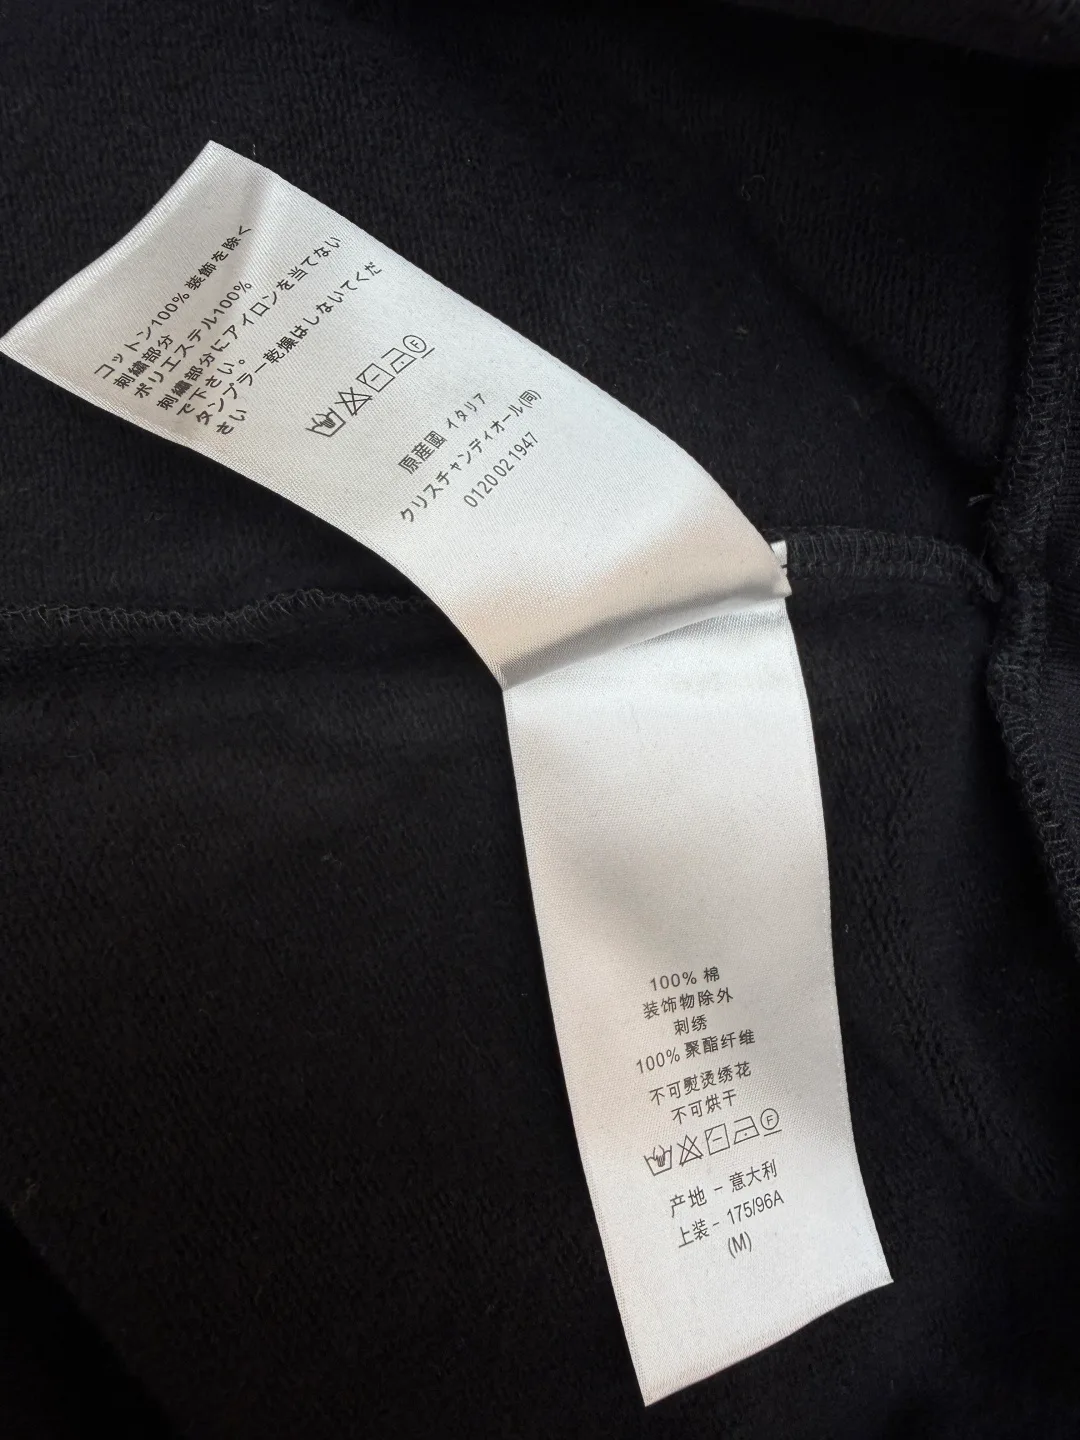 コットン100% 装飾を除く
刺繍部分
ポリエステル100%
刺繍部分にアイロンを当てない
で下さい。
タンブラー乾燥はしないでくだ
さい
F
原産國 イタリア
クリスチャンディオール(同)
0120 02 1947
100% 棉
装饰物除外
刺绣
100% 聚酯纤维
不可熨烫绣花
不可烘干
F
产地 - 意大利
上装 - 175/96A
(M)